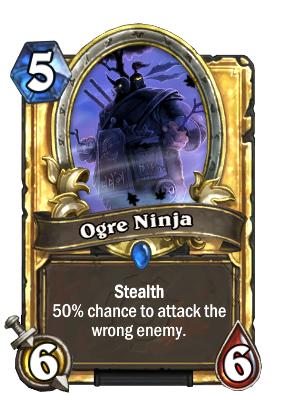 5
Ogre Ninja
Stealth
50% chance to attack the
wrong enemy.
6
6